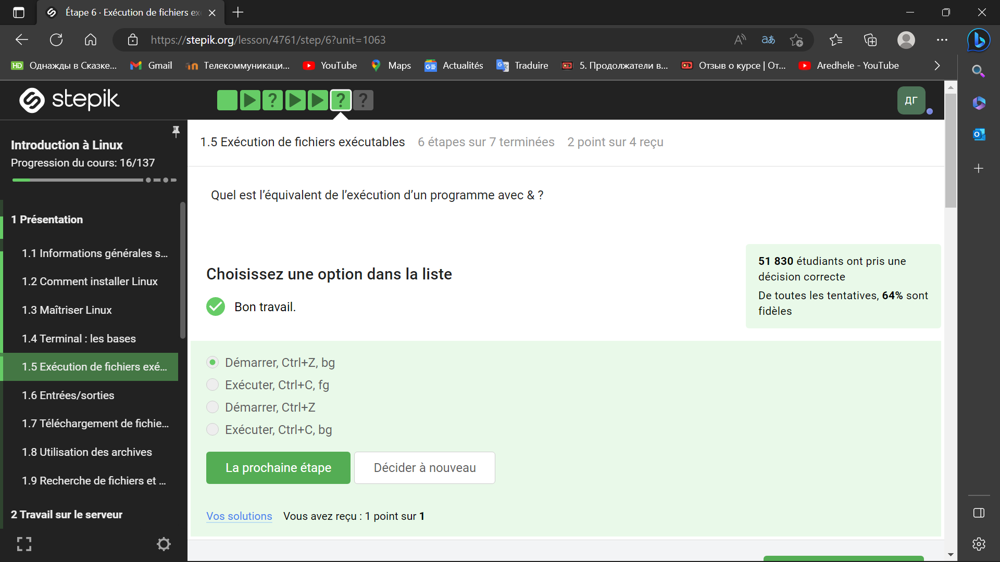 Étape 6 · Exécution de fichiers ex
https://stepik.org/lesson/4761/step/6?unit=1063
Однажды в Сказке...
Gmail
Телекоммуникаци...
YouTube
Maps
Actualités
Traduire
5. Продолжатели в...
Отзыв о курсе | От...
Aredhele - YouTube
stepik
ДГ
Introduction à Linux
Progression du cours: 16/137
1 Présentation
1.1 Informations générales s...
1.2 Comment installer Linux
1.3 Maîtriser Linux
1.4 Terminal : les bases
1.5 Exécution de fichiers exé...
1.6 Entrées/sorties
1.7 Téléchargement de fichie...
1.8 Utilisation des archives
1.9 Recherche de fichiers et ...
2 Travail sur le serveur
1.5 Exécution de fichiers exécutables 6 étapes sur 7 terminées 2 point sur 4 reçu
Quel est l’équivalent de l’exécution d’un programme avec & ?
Choisissez une option dans la liste
Bon travail.
51 830 étudiants ont pris une
décision correcte
De toutes les tentatives, 64% sont
fidèles
Démarrer, Ctrl+Z, bg
Exécuter, Ctrl+C, fg
Démarrer, Ctrl+Z
Exécuter, Ctrl+C, bg
La prochaine étape
Décider à nouveau
Vos solutions Vous avez reçu : 1 point sur 1